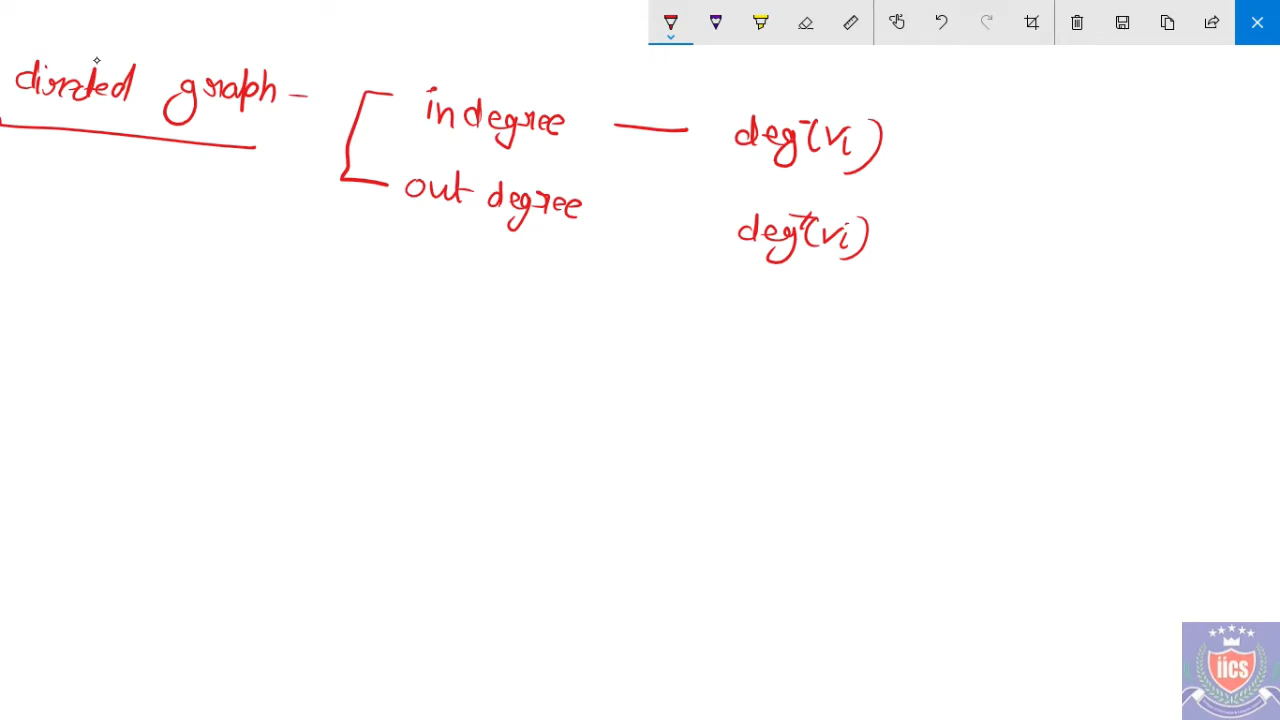 directed graph - indegree — deg⁻(vi)
out degree deg⁺(vi)
iics